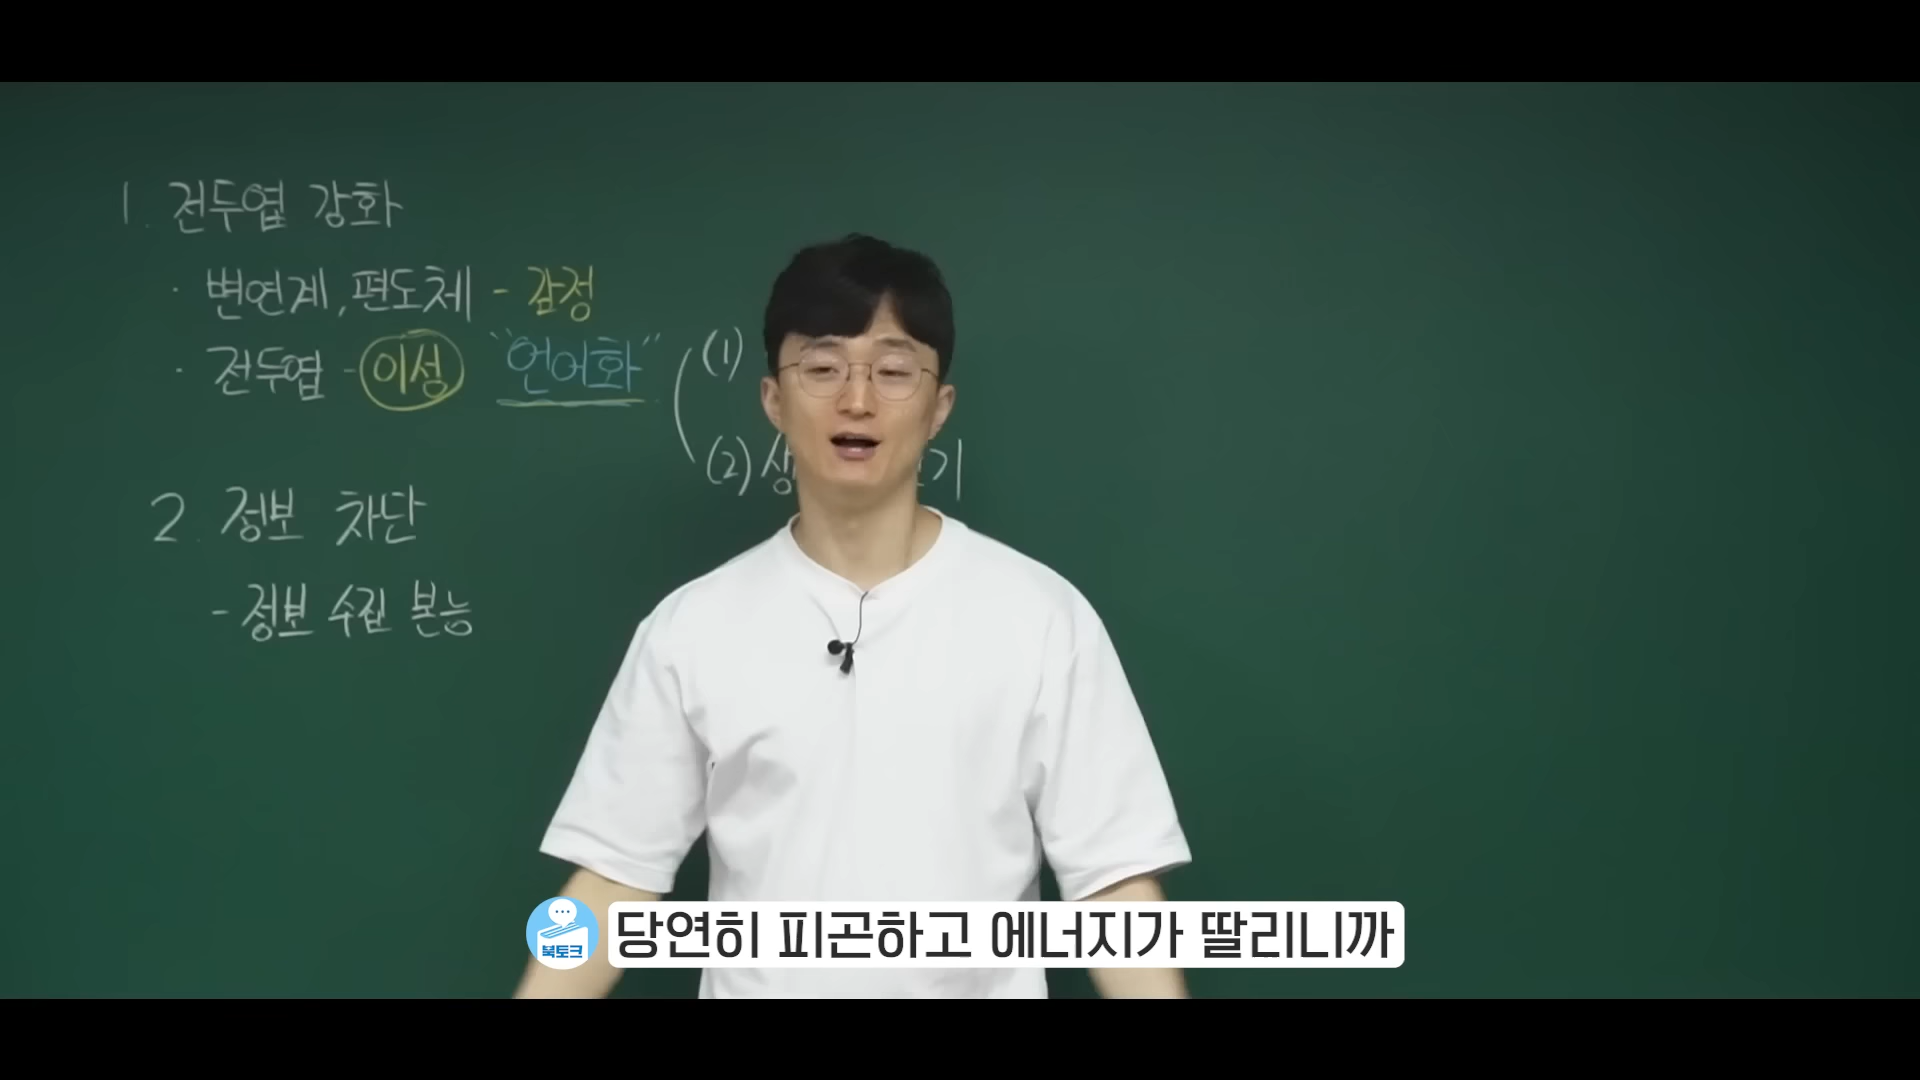 1. 전두엽 강화
· 변연계, 편도체 - 감정
· 전두엽 - 이성 "언어화" (1)
(2)
2. 정보 차단
- 정보 수집 본능
북토크 당연히 피곤하고 에너지가 딸리니까